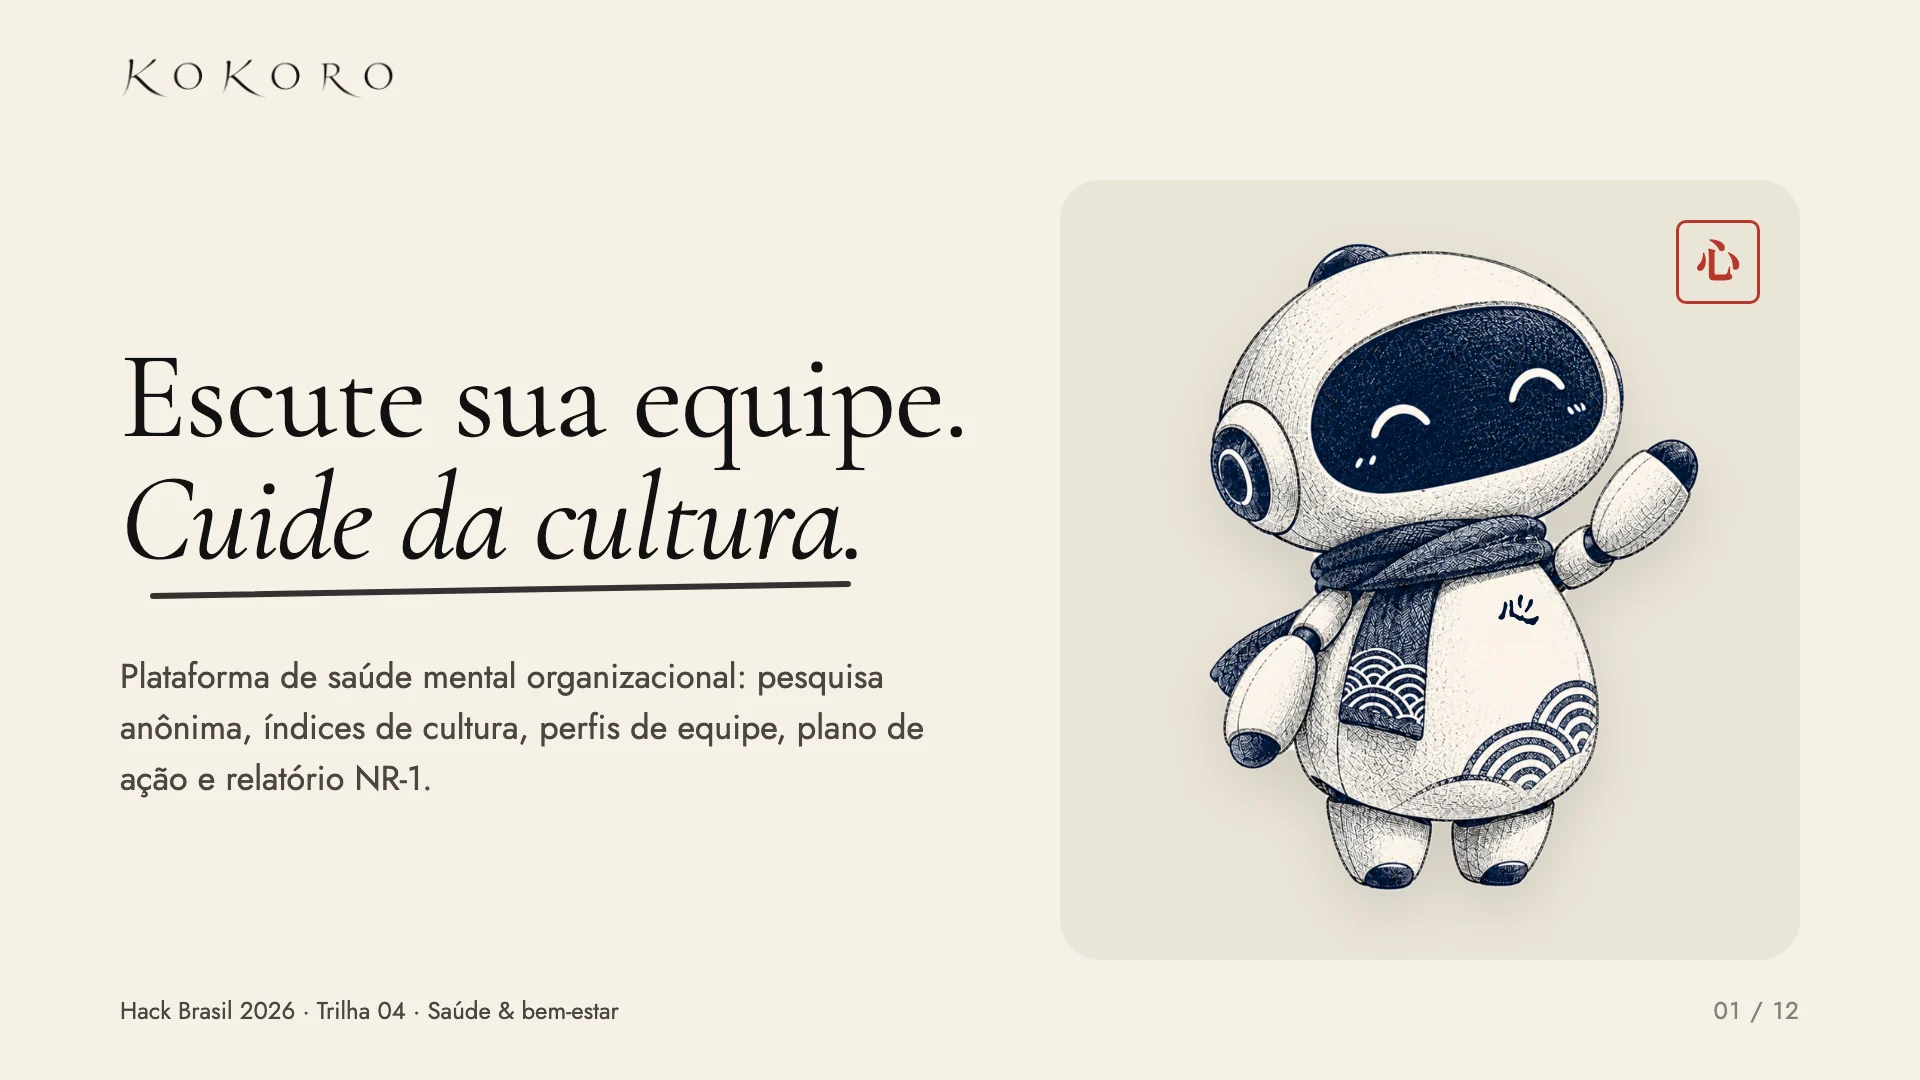 KOKORO
心
Escute sua equipe.
Cuide da cultura.
心
Plataforma de saúde mental organizacional: pesquisa
anônima, índices de cultura, perfis de equipe, plano de
ação e relatório NR-1.
Hack Brasil 2026 · Trilha 04 · Saúde & bem-estar
01 / 12